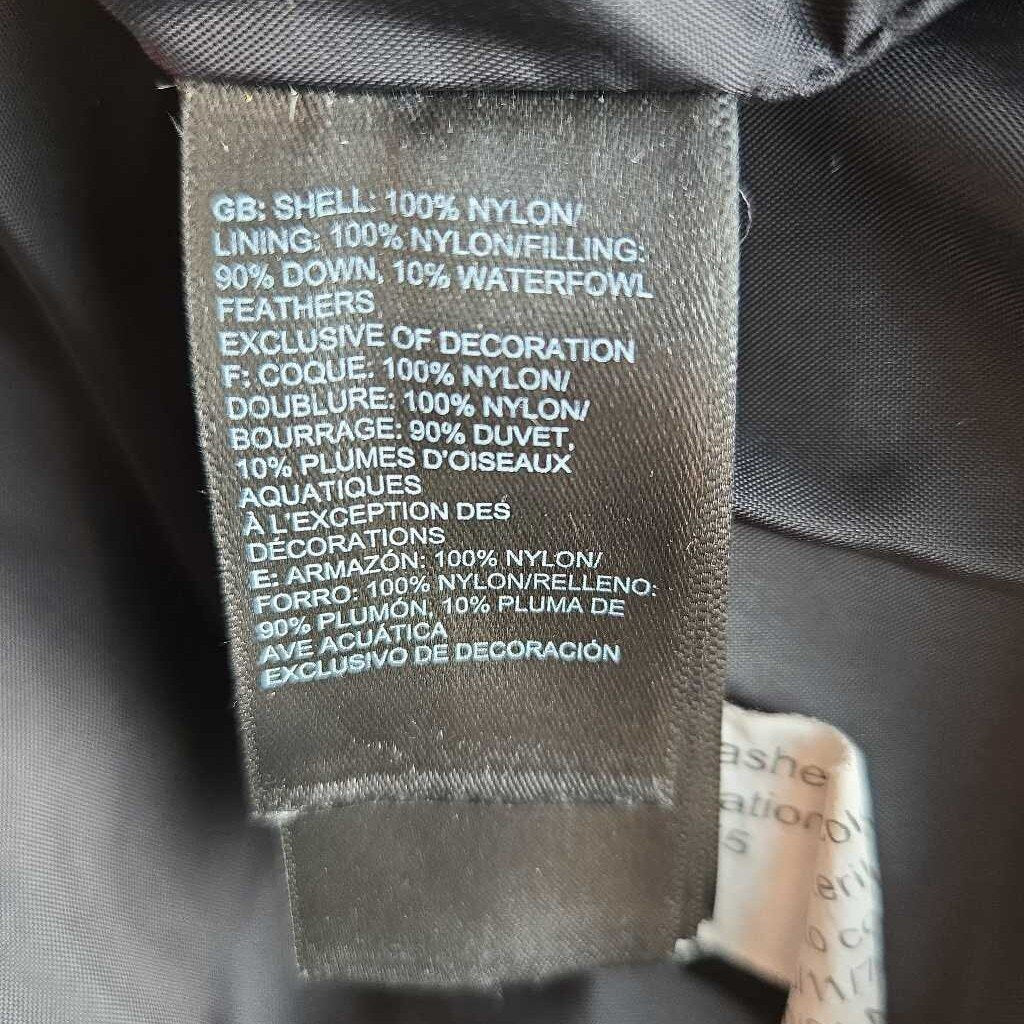 GB: SHELL: 100% NYLON/
LINING: 100% NYLON/FILLING:
90% DOWN, 10% WATERFOWL
FEATHERS
EXCLUSIVE OF DECORATION
F: COQUE: 100% NYLON/
DOUBLURE: 100% NYLON/
BOURRAGE: 90% DUVET,
10% PLUMES D'OISEAUX
AQUATIQUES
À L'EXCEPTION DES
DÉCORATIONS
E: ARMAZÓN: 100% NYLON/
FORRO: 100% NYLON/RELLENO:
90% PLUMÓN, 10% PLUMA DE
AVE ACUÁTICA
EXCLUSIVO DE DECORACIÓN